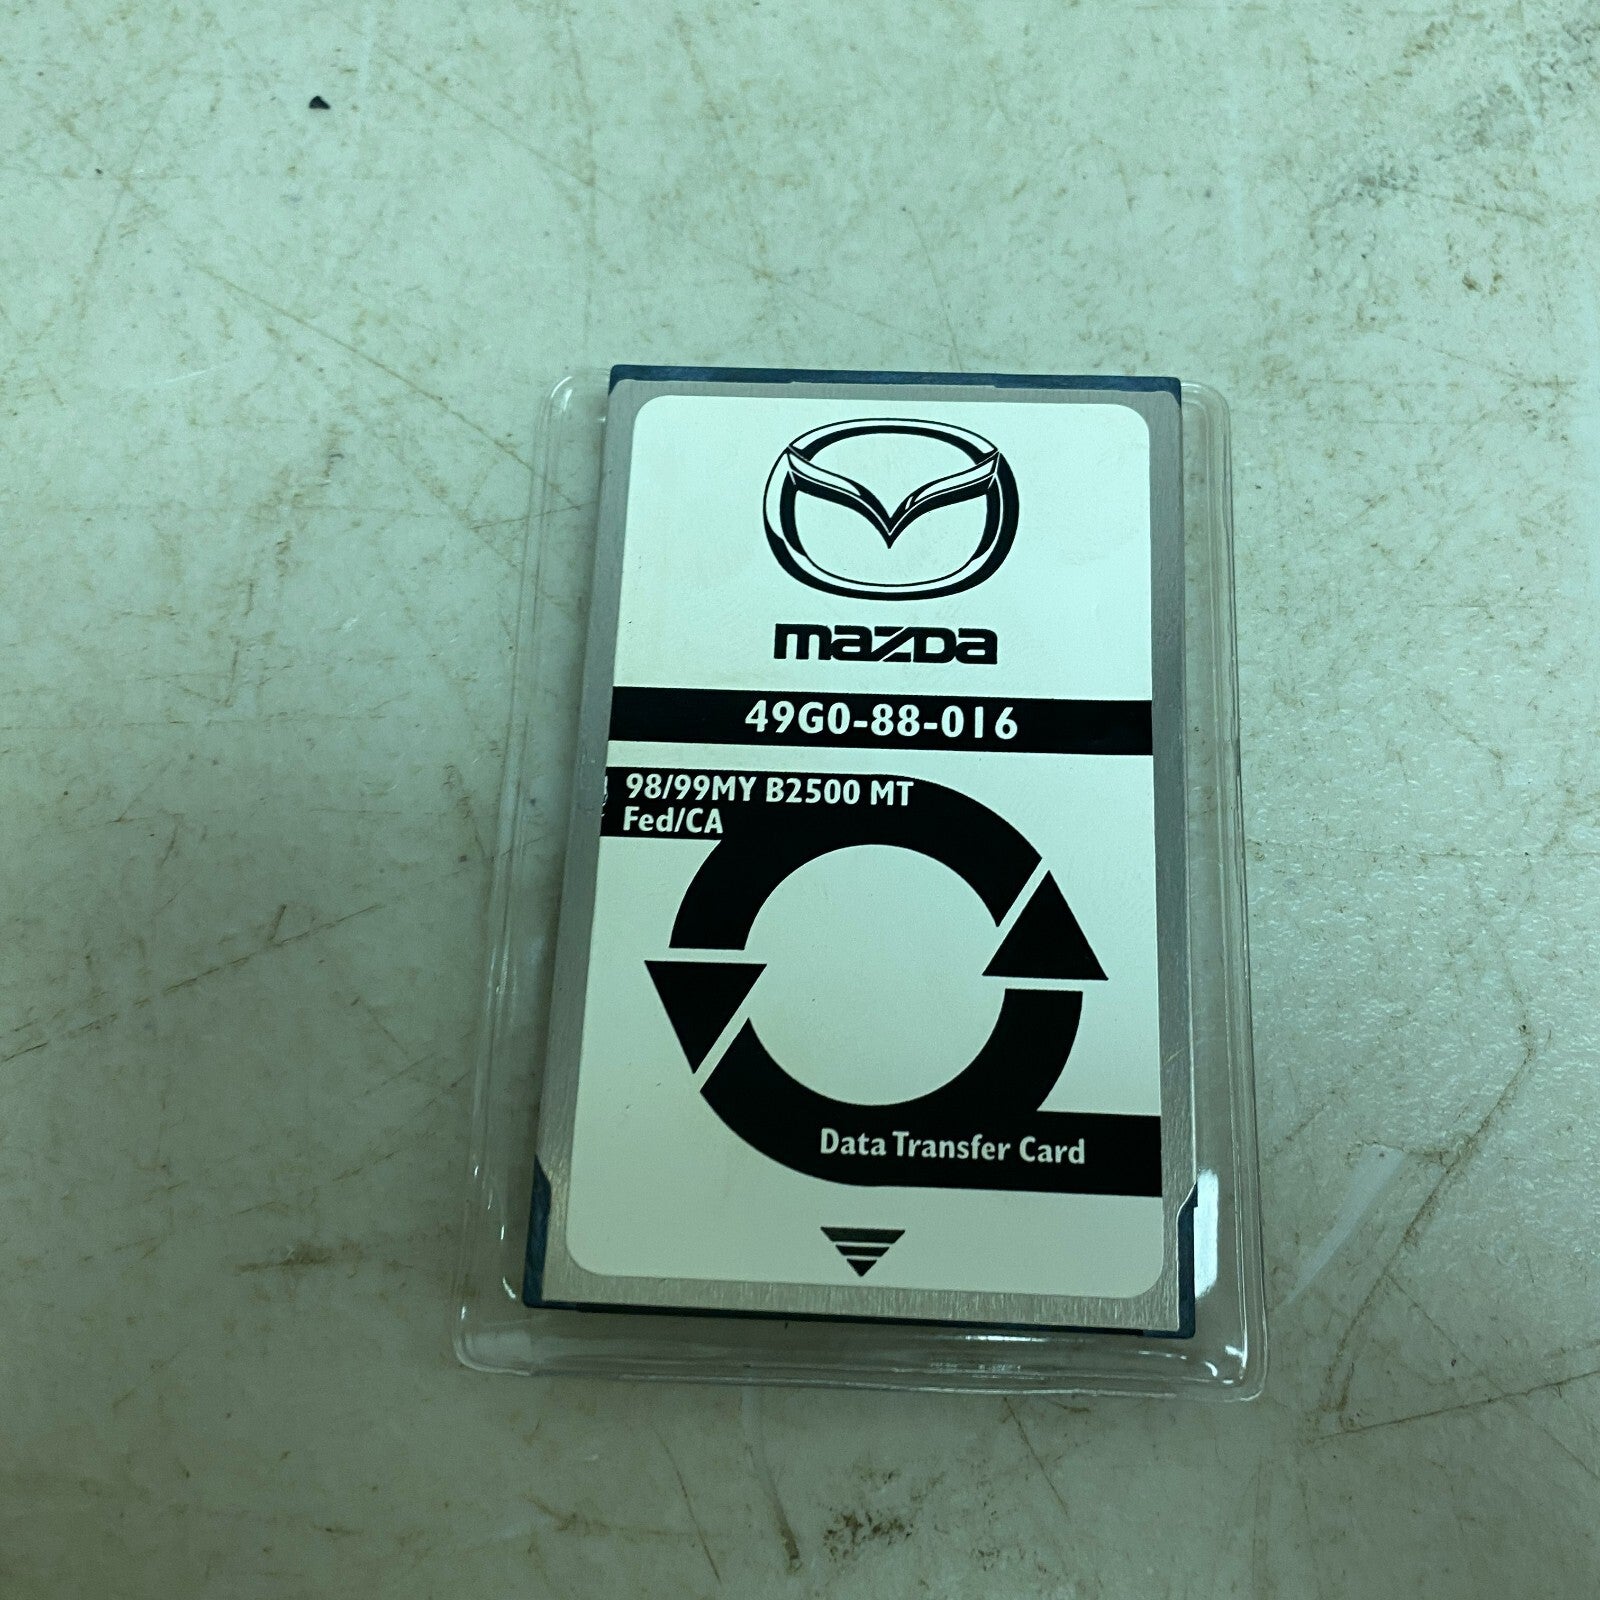 mazda
49G0-88-016
98/99MY B2500 MT
Fed/CA
Data Transfer Card